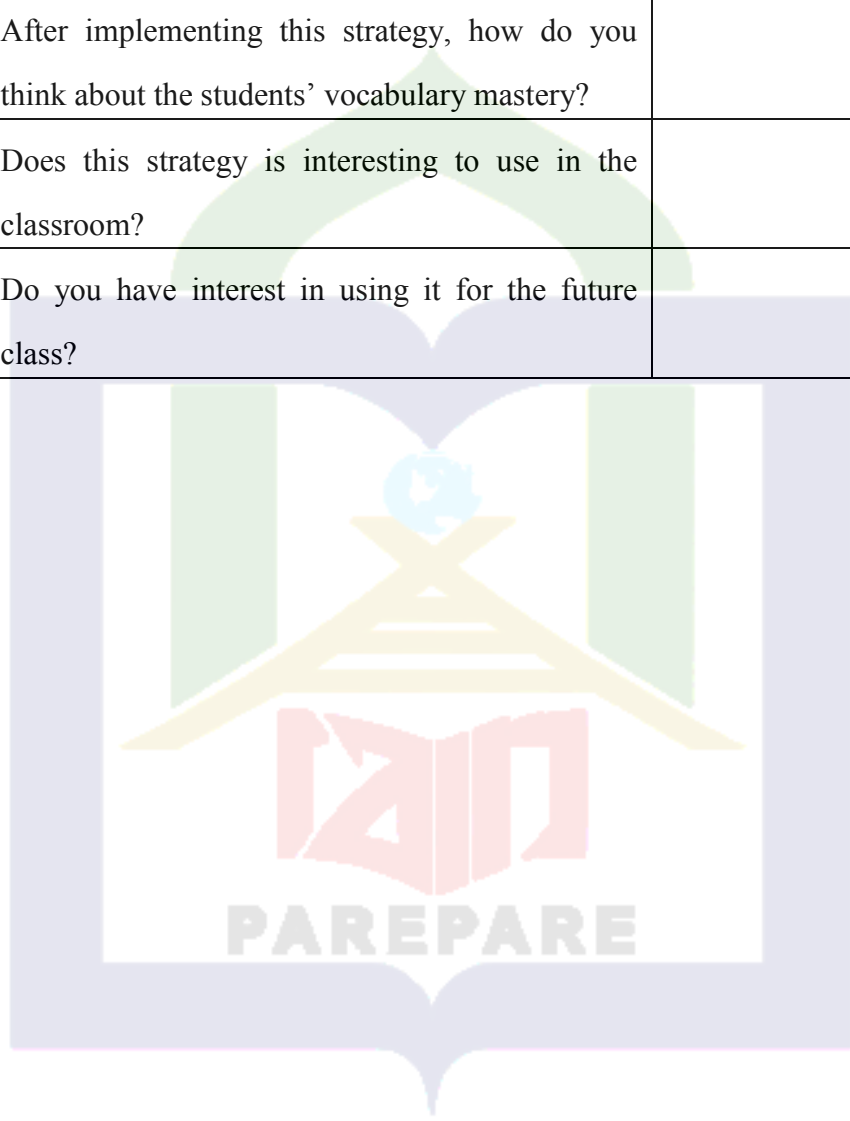 After implementing this strategy, how do you
think about the students’ vocabulary mastery?
Does this strategy is interesting to use in the
classroom?
Do you have interest in using it for the future
class?
iain
PAREPARE